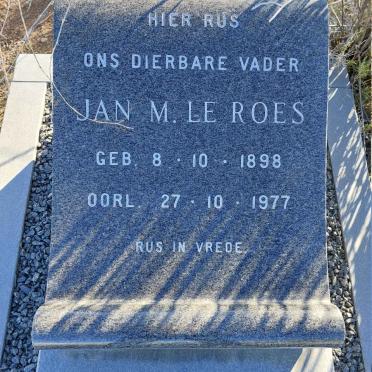 HIER RUS
ONS DIERBARE VADER
JAN M. LE ROES
GEB. 8 · 10 · 1898
OORL. 27 · 10 · 1977
RUS IN VREDE.